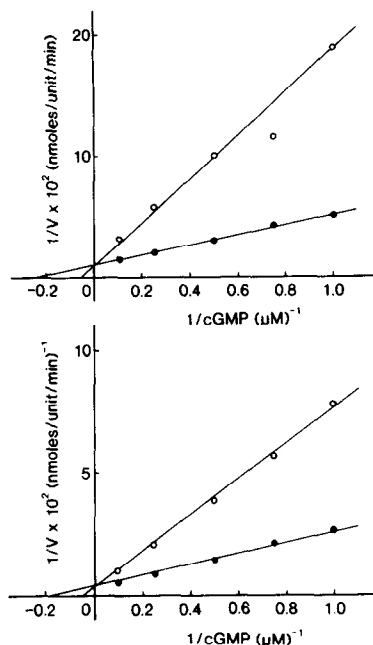 20
10
1/V × 10² (nmoles/unit/min)
-0.2 0 0.2 0.4 0.6 0.8 1.0
1/cGMP (μM)⁻¹
10
5
1/V × 10² (nmoles/unit/min)⁻¹
-0.2 0 0.2 0.4 0.6 0.8 1.0
1/cGMP (μM)⁻¹